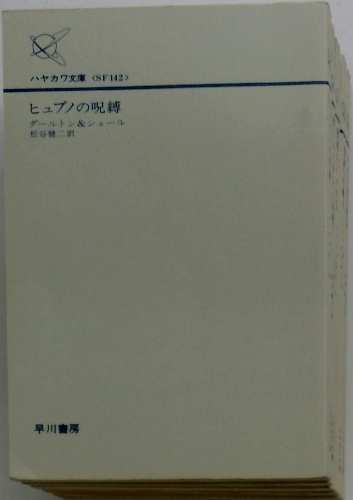 ハヤカワ文庫〈SF142〉
ヒュプノの呪縛
ダールトン&シェール
松谷健二訳
早川書房